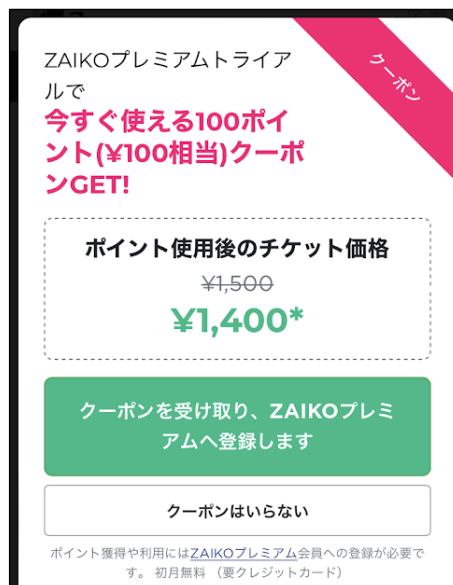 クーポン
ZAIKOプレミアムトライア
ルで
今すぐ使える100ポイ
ント(¥100相当)クーポ
ンGET!
ポイント使用後のチケット価格
¥1,500
¥1,400*
クーポンを受け取り、ZAIKOプレミ
アムへ登録します
クーポンはいらない
ポイント獲得や利用にはZAIKOプレミアム会員への登録が必要で
す。 初月無料 （要クレジットカード）